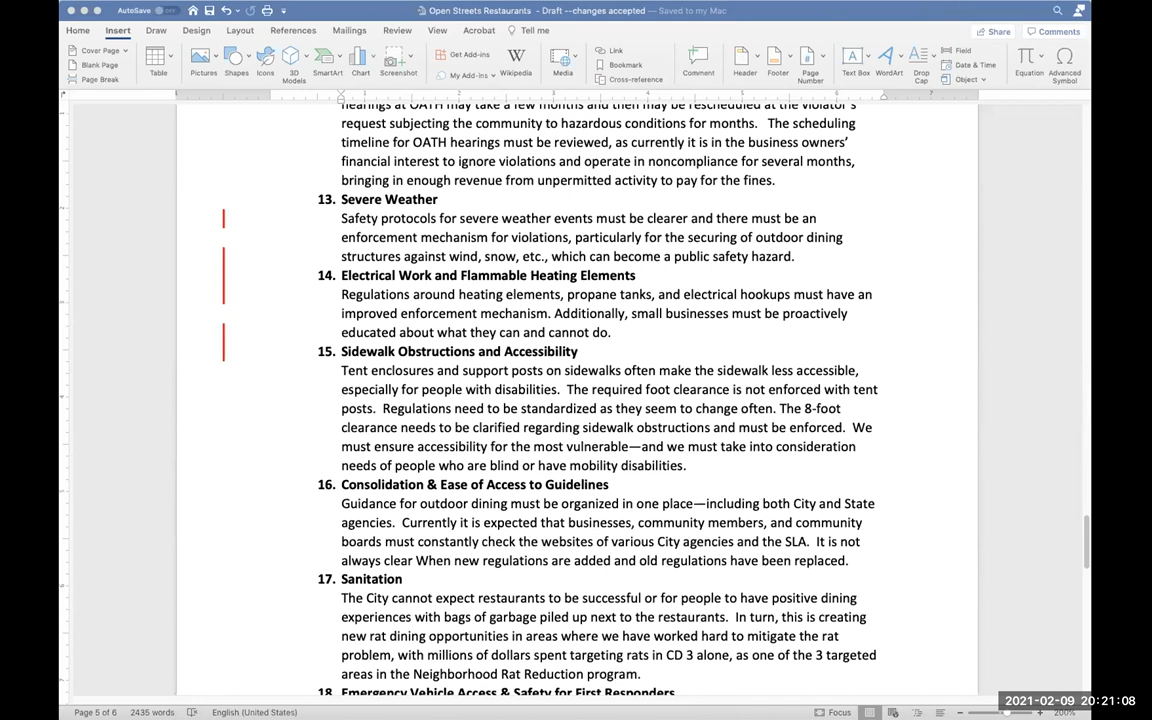 AutoSave
Open Streets Restaurants - Draft --changes accepted — Saved to my Mac
Home Insert Draw Design Layout References Mailings Review View Acrobat Tell me Share Comments
Cover Page
Blank Page
Page Break
Table
Pictures
Shapes
Icons
3D Models
SmartArt
Chart
Screenshot
Get Add-ins
My Add-ins
Wikipedia
Media
Link
Bookmark
Cross-reference
Comment
Header
Footer
Page Number
Text Box
WordArt
Drop Cap
Field
Date & Time
Object
Equation
Advanced Symbol
hearings at OATH may take a few months and then may be rescheduled at the violator's
request subjecting the community to hazardous conditions for months. The scheduling
timeline for OATH hearings must be reviewed, as currently it is in the business owners'
financial interest to ignore violations and operate in noncompliance for several months,
bringing in enough revenue from unpermitted activity to pay for the fines.
13. Severe Weather
Safety protocols for severe weather events must be clearer and there must be an
enforcement mechanism for violations, particularly for the securing of outdoor dining
structures against wind, snow, etc., which can become a public safety hazard.
14. Electrical Work and Flammable Heating Elements
Regulations around heating elements, propane tanks, and electrical hookups must have an
improved enforcement mechanism. Additionally, small businesses must be proactively
educated about what they can and cannot do.
15. Sidewalk Obstructions and Accessibility
Tent enclosures and support posts on sidewalks often make the sidewalk less accessible,
especially for people with disabilities. The required foot clearance is not enforced with tent
posts. Regulations need to be standardized as they seem to change often. The 8-foot
clearance needs to be clarified regarding sidewalk obstructions and must be enforced. We
must ensure accessibility for the most vulnerable—and we must take into consideration
needs of people who are blind or have mobility disabilities.
16. Consolidation & Ease of Access to Guidelines
Guidance for outdoor dining must be organized in one place—including both City and State
agencies. Currently it is expected that businesses, community members, and community
boards must constantly check the websites of various City agencies and the SLA. It is not
always clear When new regulations are added and old regulations have been replaced.
17. Sanitation
The City cannot expect restaurants to be successful or for people to have positive dining
experiences with bags of garbage piled up next to the restaurants. In turn, this is creating
new rat dining opportunities in areas where we have worked hard to mitigate the rat
problem, with millions of dollars spent targeting rats in CD 3 alone, as one of the 3 targeted
areas in the Neighborhood Rat Reduction program.
18. Emergency Vehicle Access & Safety for First Responders
Page 5 of 6 2435 words English (United States) Focus 200%
2021-02-09 20:21:08